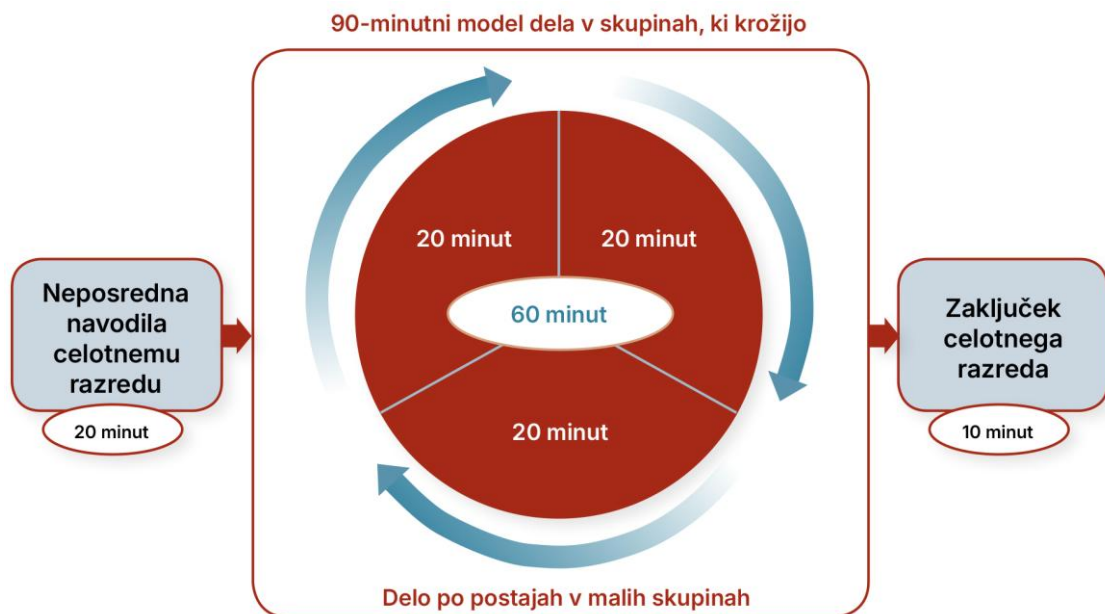 90-minutni model dela v skupinah, ki krožijo
Neposredna
navodila
celotnemu
razredu
20 minut
20 minut
20 minut
60 minut
20 minut
Delo po postajah v malih skupinah
Zaključek
celotnega
razreda
10 minut